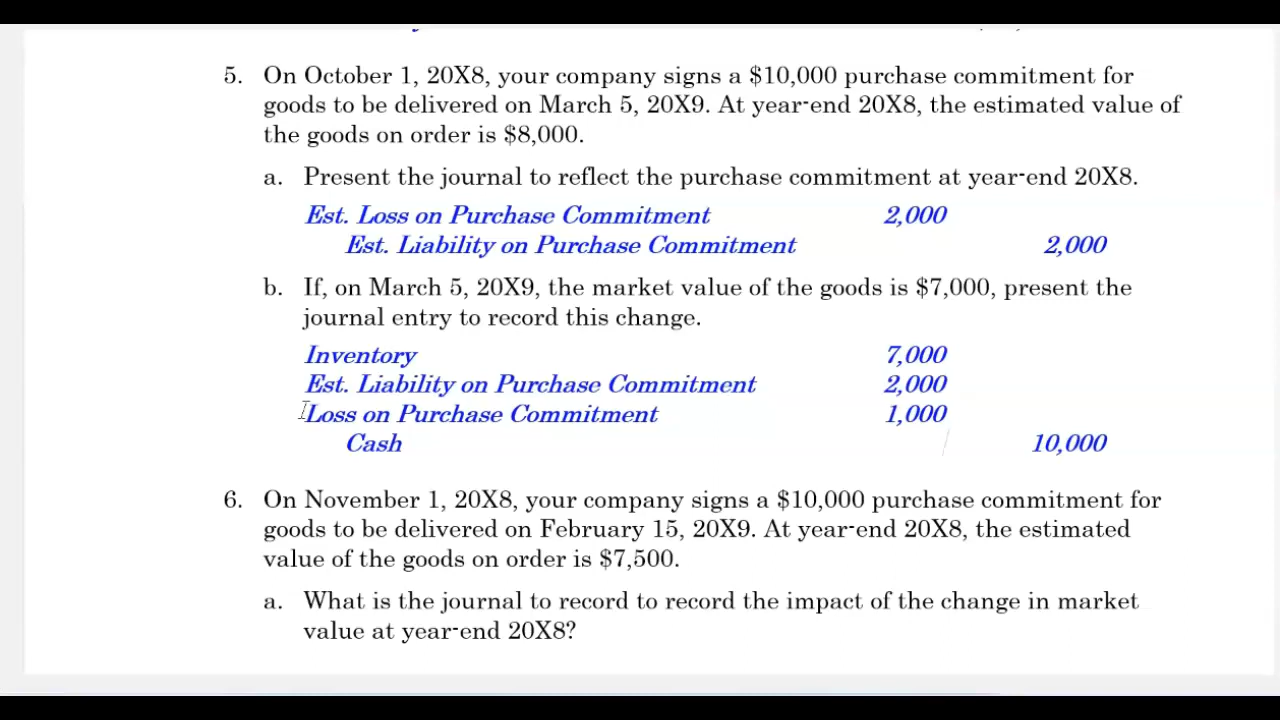 5. On October 1, 20X8, your company signs a $10,000 purchase commitment for
goods to be delivered on March 5, 20X9. At year-end 20X8, the estimated value of
the goods on order is $8,000.
a. Present the journal to reflect the purchase commitment at year-end 20X8.
Est. Loss on Purchase Commitment 2,000
Est. Liability on Purchase Commitment 2,000
b. If, on March 5, 20X9, the market value of the goods is $7,000, present the
journal entry to record this change.
Inventory 7,000
Est. Liability on Purchase Commitment 2,000
Loss on Purchase Commitment 1,000
Cash 10,000
6. On November 1, 20X8, your company signs a $10,000 purchase commitment for
goods to be delivered on February 15, 20X9. At year-end 20X8, the estimated
value of the goods on order is $7,500.
a. What is the journal to record to record the impact of the change in market
value at year-end 20X8?